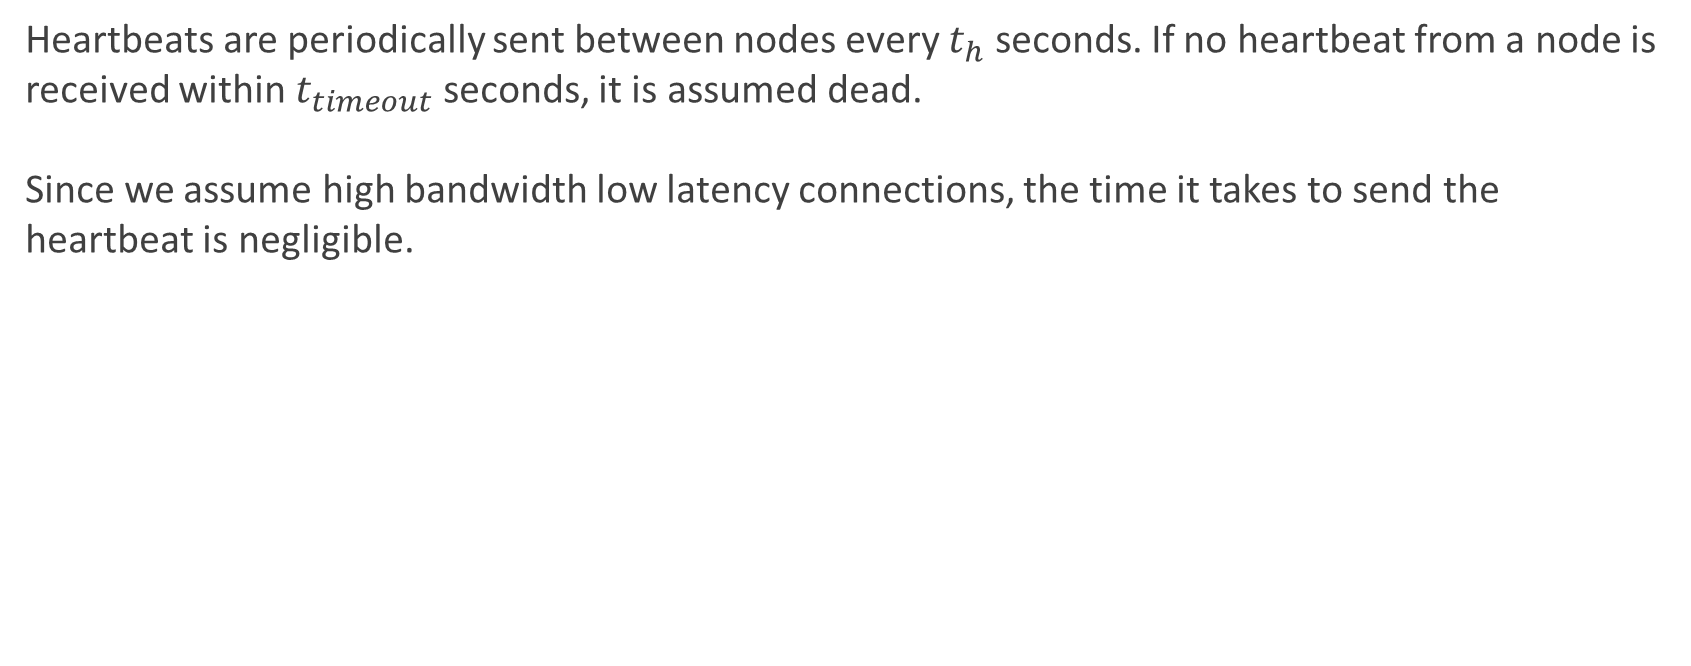 Heartbeats are periodically sent between nodes every t_h seconds. If no heartbeat from a node is
received within t_timeout seconds, it is assumed dead.
Since we assume high bandwidth low latency connections, the time it takes to send the
heartbeat is negligible.